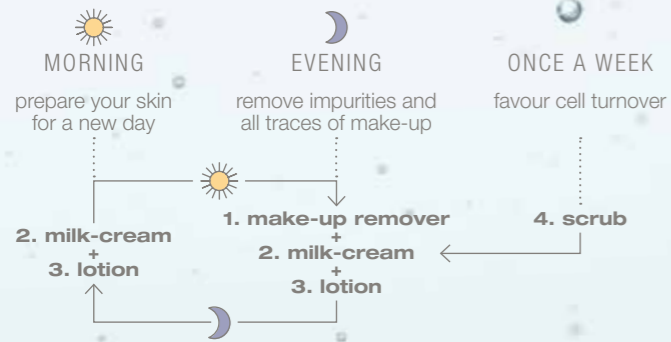 MORNING
prepare your skin
for a new day
2. milk-cream
+
3. lotion
EVENING
remove impurities and
all traces of make-up
1. make-up remover
+
2. milk-cream
+
3. lotion
ONCE A WEEK
favour cell turnover
4. scrub